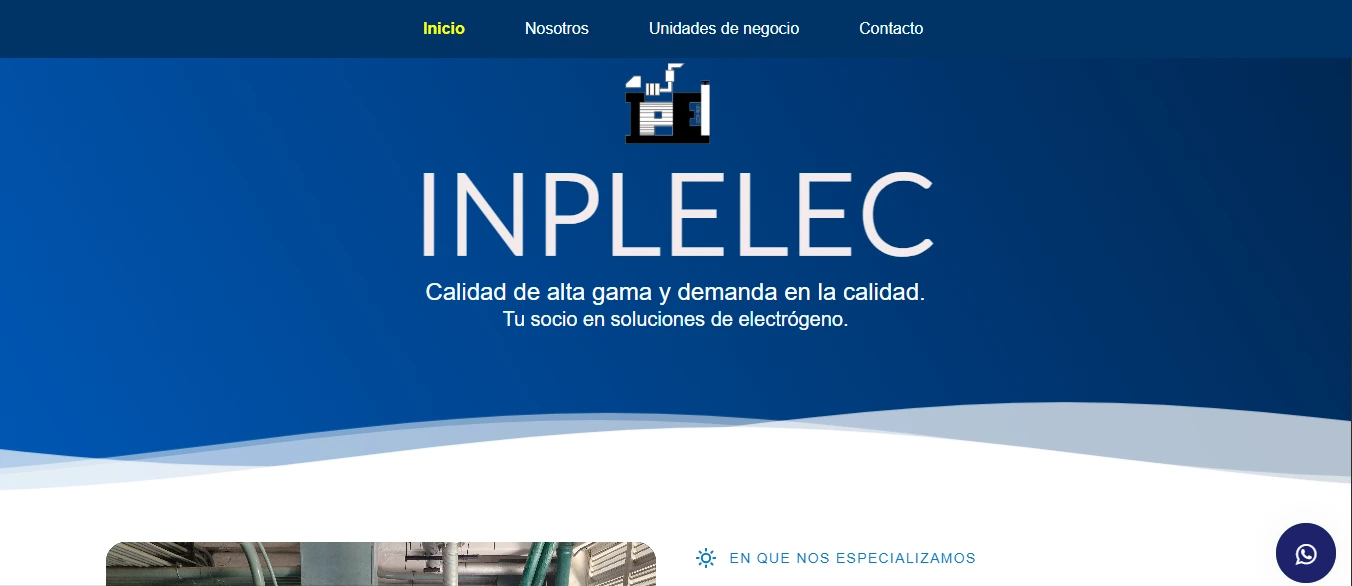 Inicio Nosotros Unidades de negocio Contacto
INPLELEC
Calidad de alta gama y demanda en la calidad.
Tu socio en soluciones de electrógeno.
EN QUE NOS ESPECIALIZAMOS